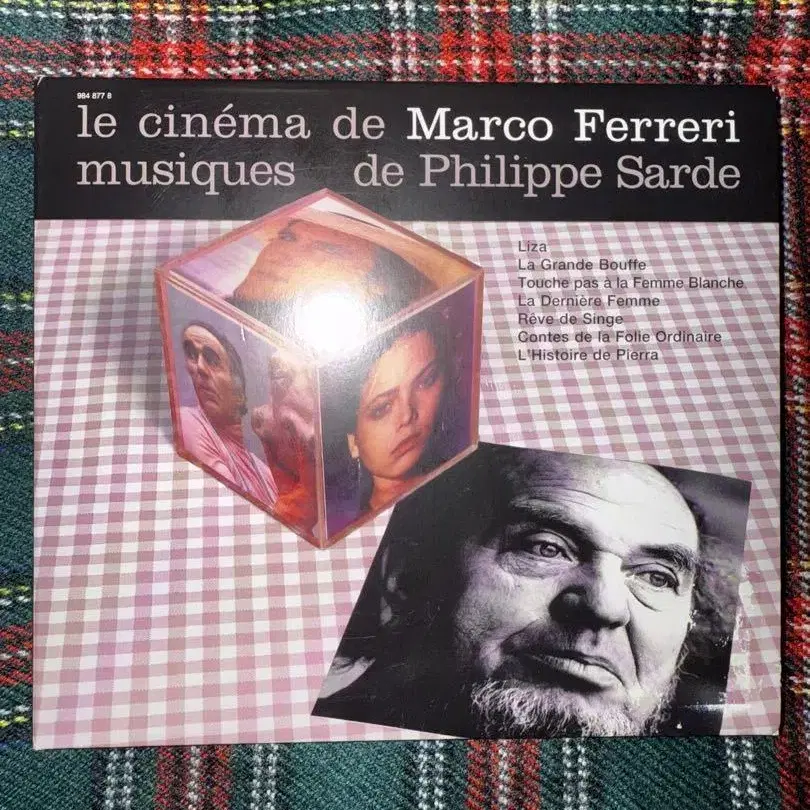 984 877 8
le cinéma de Marco Ferreri
musiques de Philippe Sarde
Liza
La Grande Bouffe
Touche pas à la Femme Blanche
La Dernière Femme
Rêve de Singe
Contes de la Folie Ordinaire
L'Histoire de Pierra